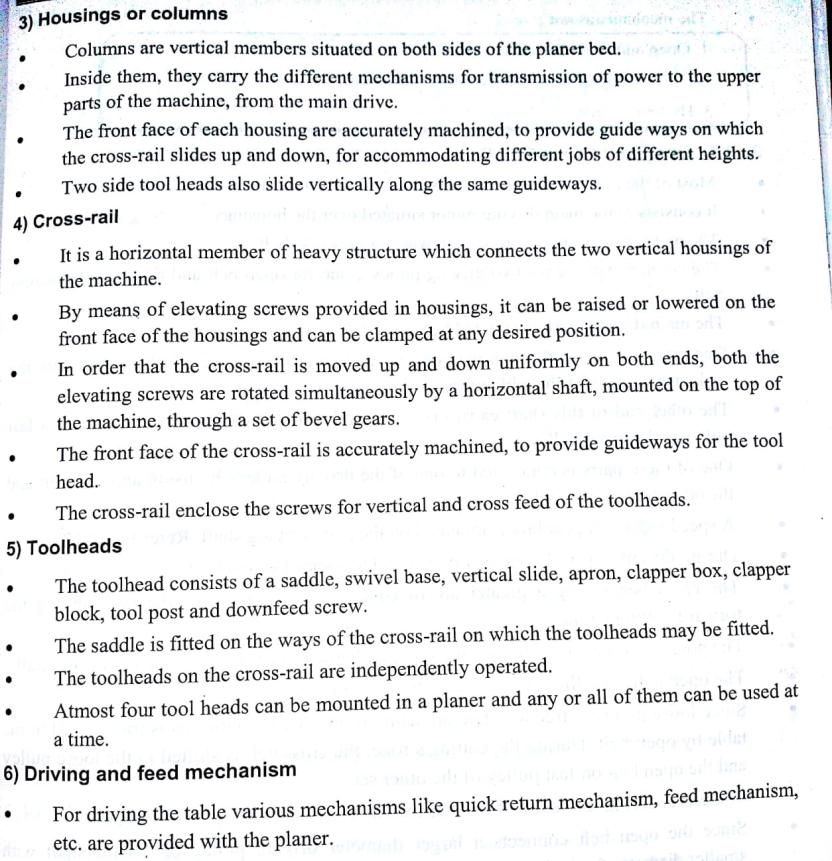 3) Housings or columns
• Columns are vertical members situated on both sides of the planer bed.
• Inside them, they carry the different mechanisms for transmission of power to the upper
parts of the machine, from the main drive.
• The front face of each housing are accurately machined, to provide guide ways on which
the cross-rail slides up and down, for accommodating different jobs of different heights.
• Two side tool heads also slide vertically along the same guideways.
4) Cross-rail
• It is a horizontal member of heavy structure which connects the two vertical housings of
the machine.
• By means of elevating screws provided in housings, it can be raised or lowered on the
front face of the housings and can be clamped at any desired position.
• In order that the cross-rail is moved up and down uniformly on both ends, both the
elevating screws are rotated simultaneously by a horizontal shaft, mounted on the top of
the machine, through a set of bevel gears.
• The front face of the cross-rail is accurately machined, to provide guideways for the tool
head.
• The cross-rail enclose the screws for vertical and cross feed of the toolheads.
5) Toolheads
• The toolhead consists of a saddle, swivel base, vertical slide, apron, clapper box, clapper
block, tool post and downfeed screw.
• The saddle is fitted on the ways of the cross-rail on which the toolheads may be fitted.
• The toolheads on the cross-rail are independently operated.
• Atmost four tool heads can be mounted in a planer and any or all of them can be used at
a time.
6) Driving and feed mechanism
• For driving the table various mechanisms like quick return mechanism, feed mechanism,
etc. are provided with the planer.